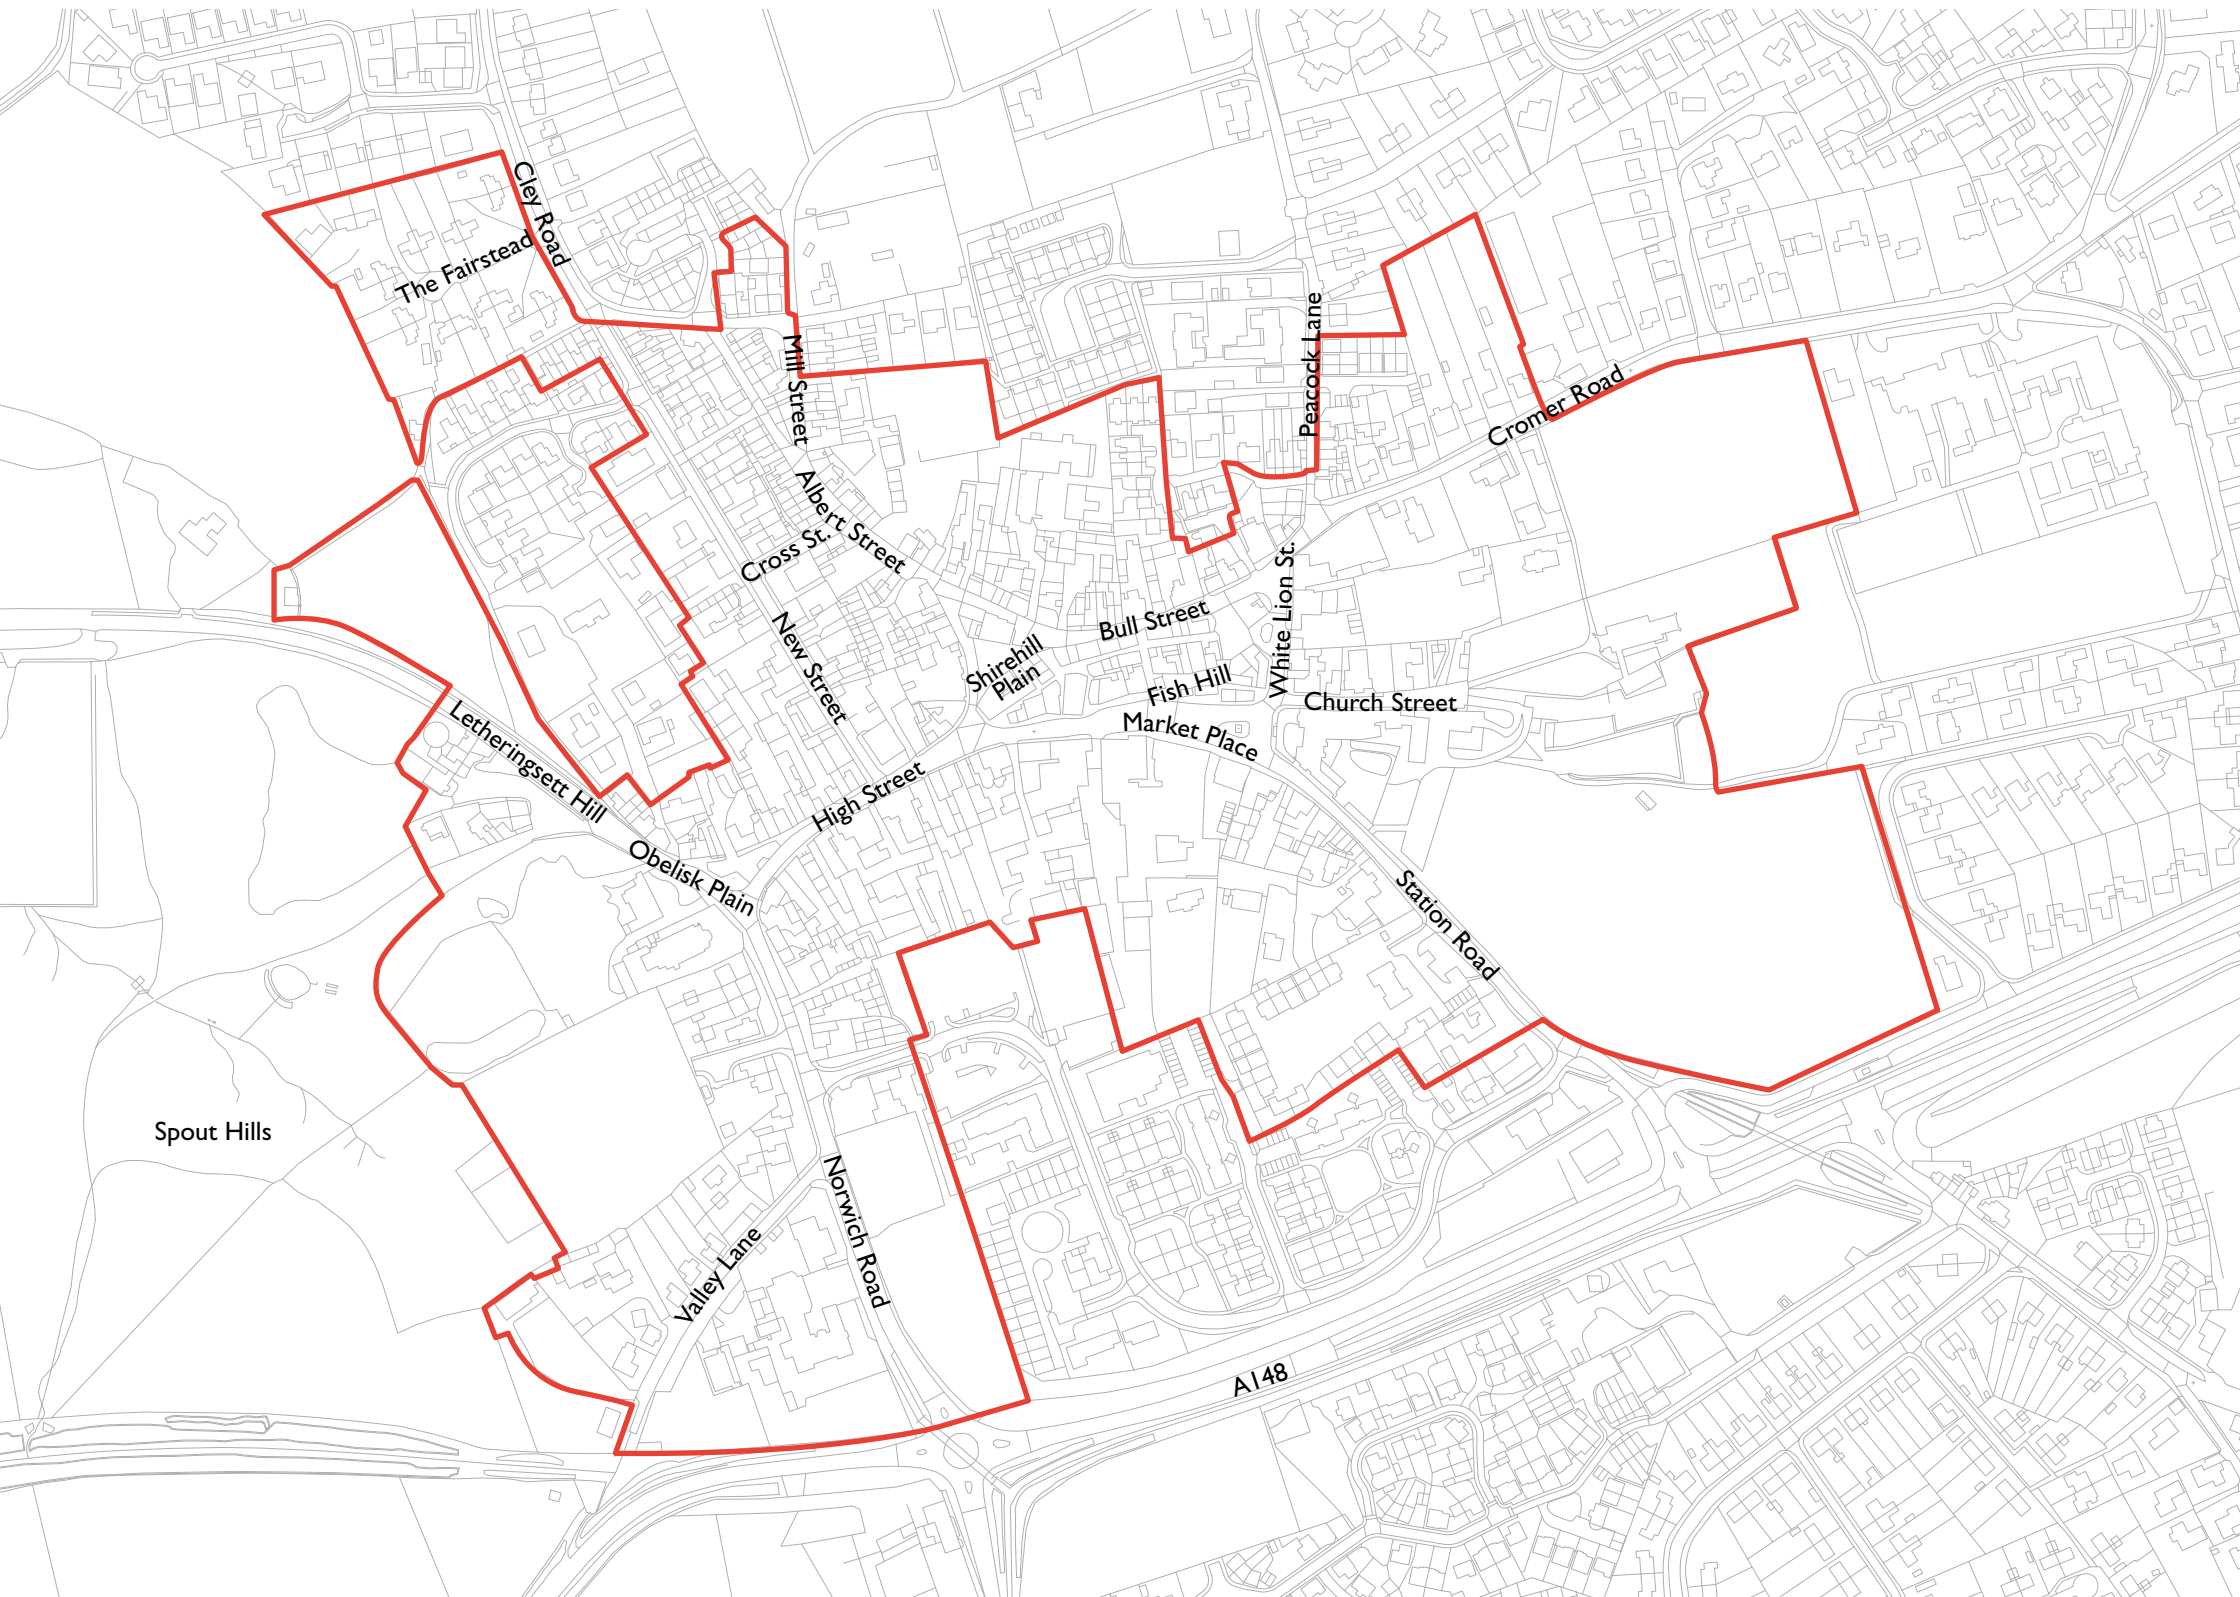 Cley Road
The Fairstead
Mill Street
Peacock Lane
Cromer Road
Albert Street
Cross St.
New Street
White Lion St.
Bull Street
Shirehill
Plain
Fish Hill
Church Street
Market Place
Letheringsett Hill
High Street
Obelisk Plain
Station Road
Spout Hills
Norwich Road
Valley Lane
A148